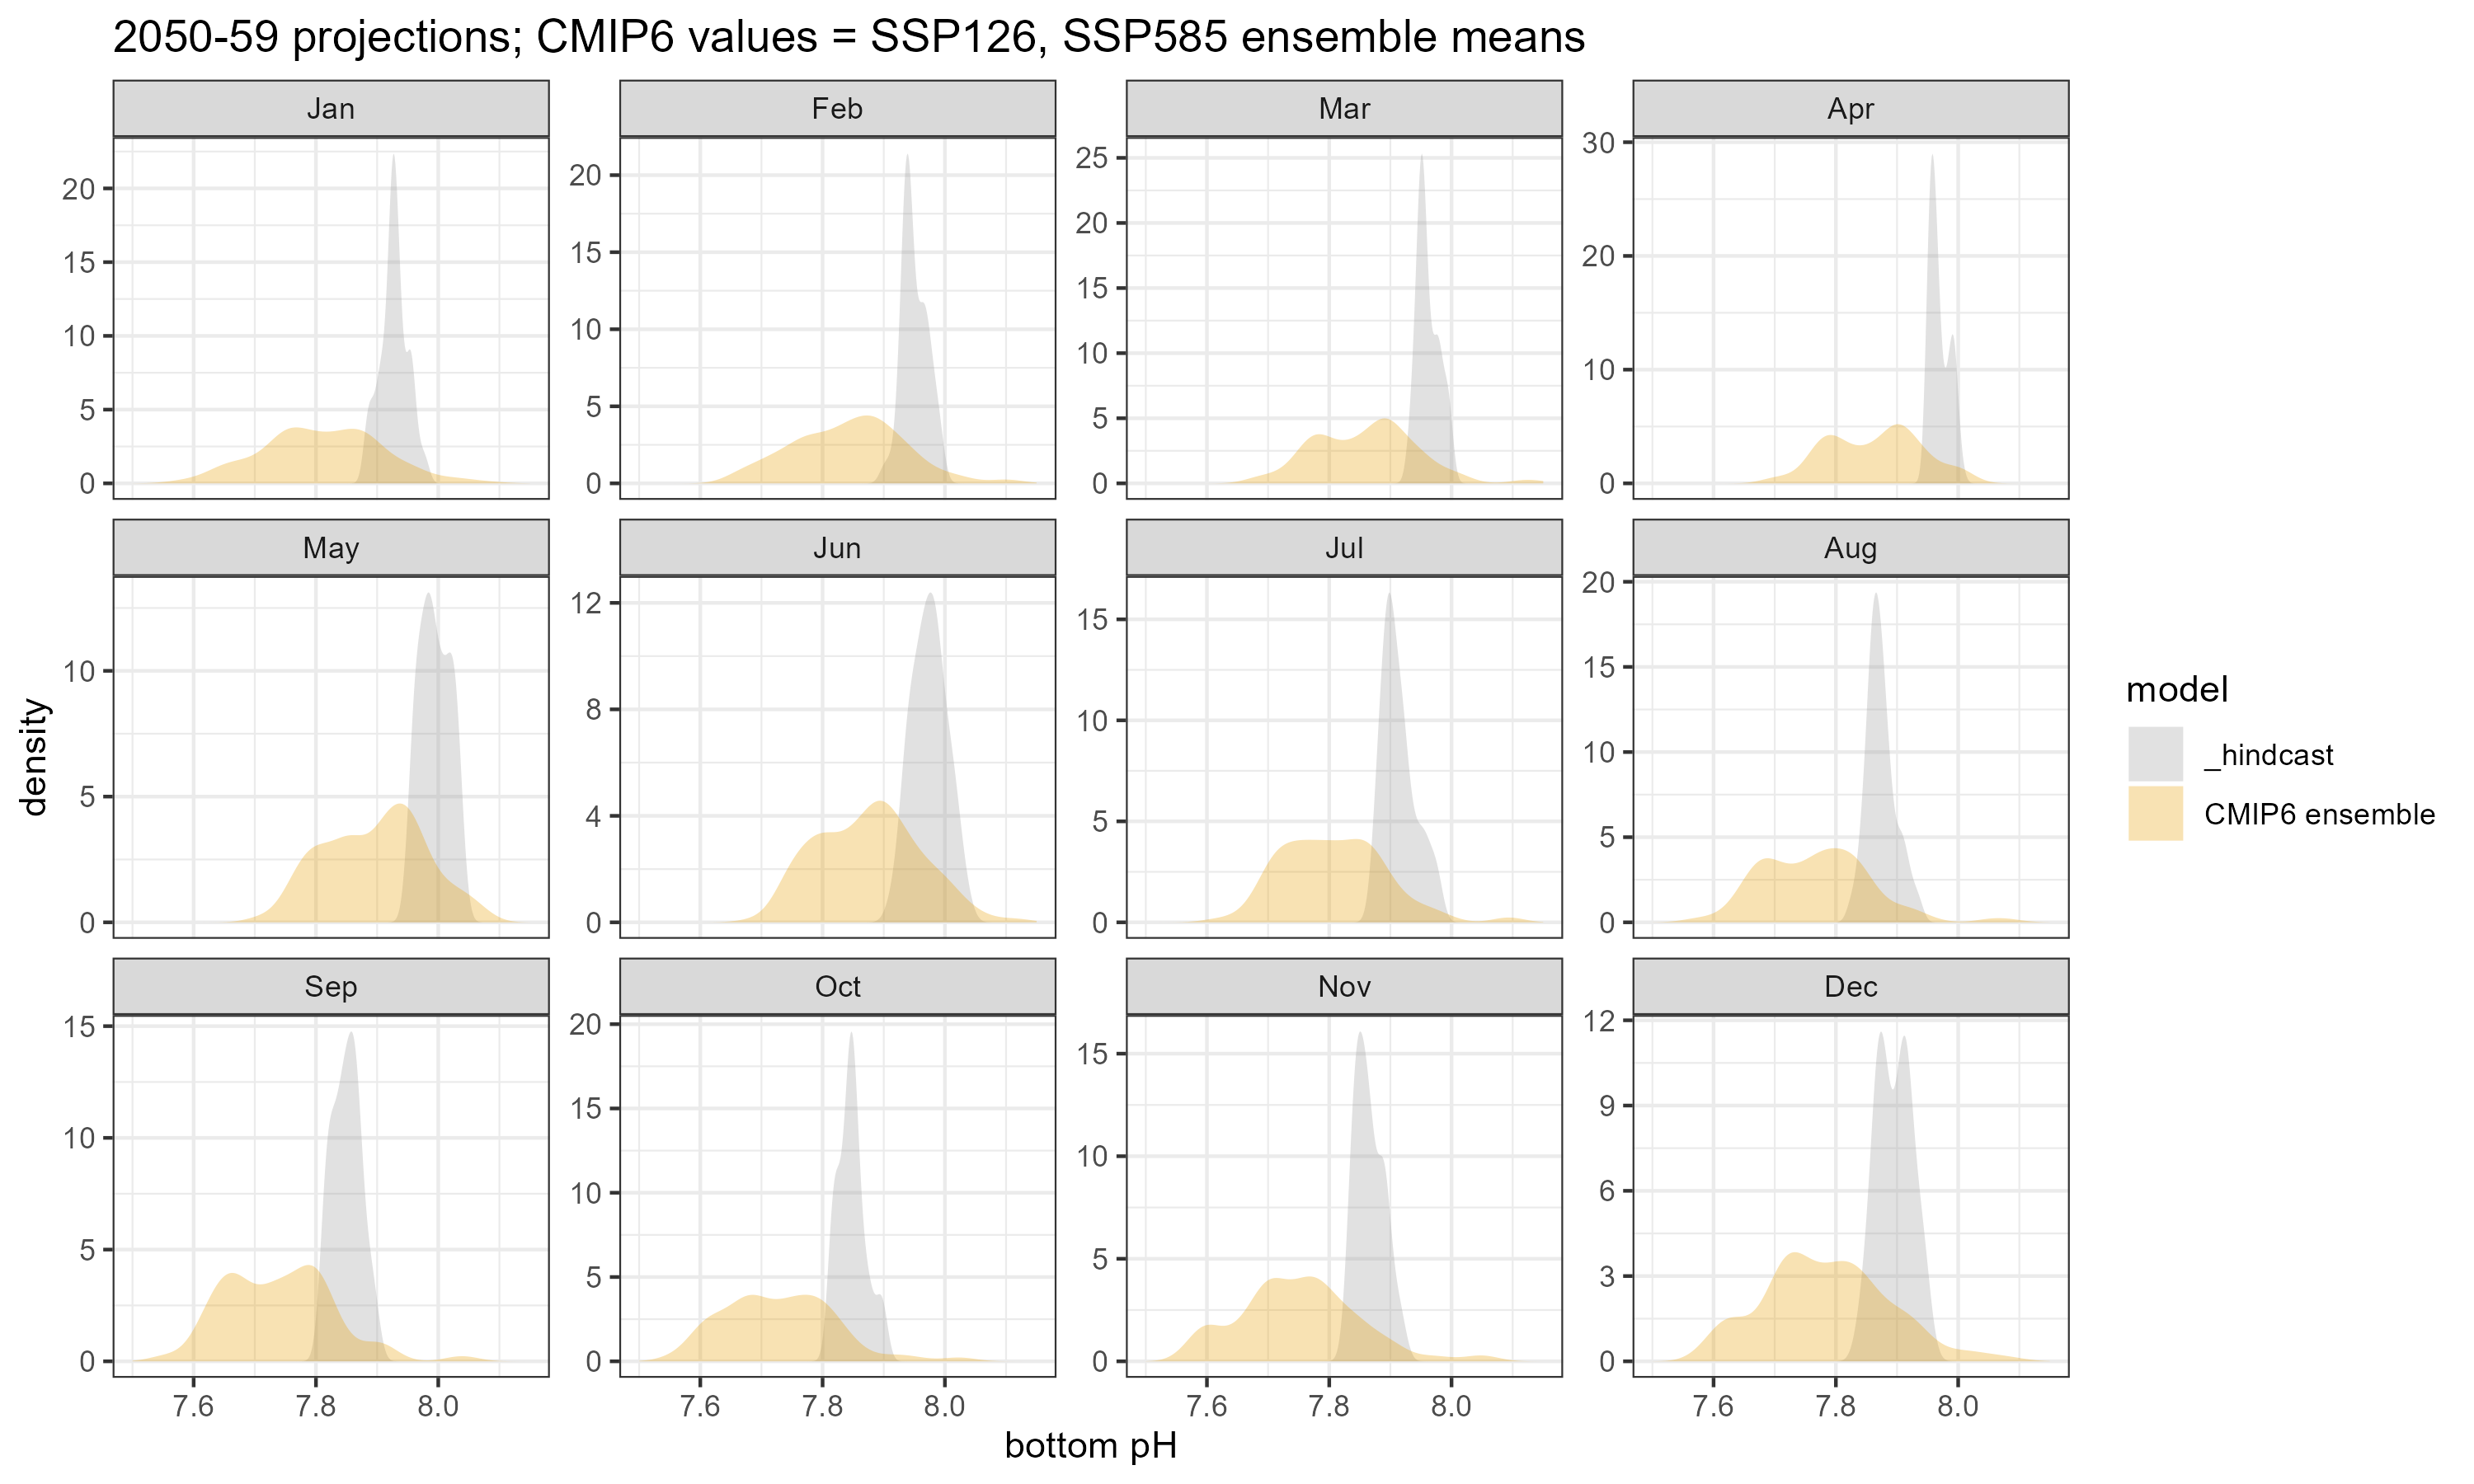 2050-59 projections; CMIP6 values = SSP126, SSP585 ensemble means
Jan
Feb
Mar
Apr
20
15
10
5
0
20
15
10
5
0
25
20
15
10
5
0
30
20
10
0
May
Jun
Jul
Aug
10
5
0
12
8
4
0
15
10
5
0
20
15
10
5
0
Sep
Oct
Nov
Dec
15
10
5
0
20
15
10
5
0
15
10
5
0
12
9
6
3
0
7.6 7.8 8.0
7.6 7.8 8.0
7.6 7.8 8.0
7.6 7.8 8.0
density
bottom pH
model
_hindcast
CMIP6 ensemble